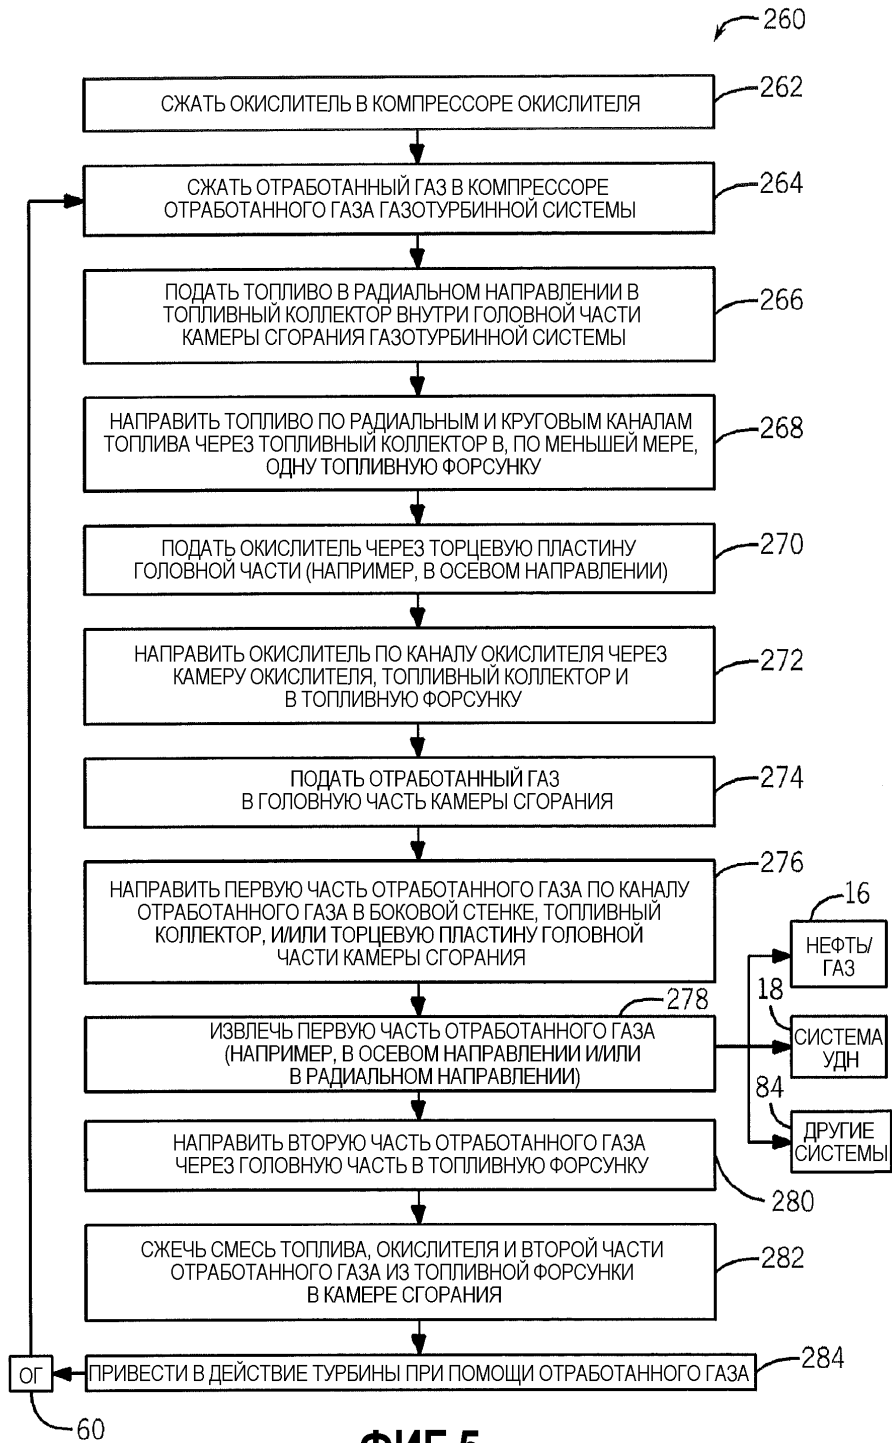 260
СЖАТЬ ОКИСЛИТЕЛЬ В КОМПРЕССОРЕ ОКИСЛИТЕЛЯ
262
СЖАТЬ ОТРАБОТАННЫЙ ГАЗ В КОМПРЕССОРЕ
ОТРАБОТАННОГО ГАЗА ГАЗОТУРБИННОЙ СИСТЕМЫ
264
ПОДАТЬ ТОПЛИВО В РАДИАЛЬНОМ НАПРАВЛЕНИИ В
ТОПЛИВНЫЙ КОЛЛЕКТОР ВНУТРИ ГОЛОВНОЙ ЧАСТИ
КАМЕРЫ СГОРАНИЯ ГАЗОТУРБИННОЙ СИСТЕМЫ
266
НАПРАВИТЬ ТОПЛИВО ПО РАДИАЛЬНЫМ И КРУГОВЫМ КАНАЛАМ
ТОПЛИВА ЧЕРЕЗ ТОПЛИВНЫЙ КОЛЛЕКТОР В, ПО МЕНЬШЕЙ МЕРЕ,
ОДНУ ТОПЛИВНУЮ ФОРСУНКУ
268
ПОДАТЬ ОКИСЛИТЕЛЬ ЧЕРЕЗ ТОРЦЕВУЮ ПЛАСТИНУ
ГОЛОВНОЙ ЧАСТИ (НАПРИМЕР, В ОСЕВОМ НАПРАВЛЕНИИ)
270
НАПРАВИТЬ ОКИСЛИТЕЛЬ ПО КАНАЛУ ОКИСЛИТЕЛЯ ЧЕРЕЗ
КАМЕРУ ОКИСЛИТЕЛЯ, ТОПЛИВНЫЙ КОЛЛЕКТОР И
В ТОПЛИВНУЮ ФОРСУНКУ
272
ПОДАТЬ ОТРАБОТАННЫЙ ГАЗ
В ГОЛОВНУЮ ЧАСТЬ КАМЕРЫ СГОРАНИЯ
274
НАПРАВИТЬ ПЕРВУЮ ЧАСТЬ ОТРАБОТАННОГО ГАЗА ПО КАНАЛУ
ОТРАБОТАННОГО ГАЗА В БОКОВОЙ СТЕНКЕ, ТОПЛИВНЫЙ
КОЛЛЕКТОР, И/ИЛИ ТОРЦЕВУЮ ПЛАСТИНУ ГОЛОВНОЙ
ЧАСТИ КАМЕРЫ СГОРАНИЯ
276
16
НЕФТЬ/
ГАЗ
ИЗВЛЕЧЬ ПЕРВУЮ ЧАСТЬ ОТРАБОТАННОГО ГАЗА
(НАПРИМЕР, В ОСЕВОМ НАПРАВЛЕНИИ И/ИЛИ
В РАДИАЛЬНОМ НАПРАВЛЕНИИ)
278
18
СИСТЕМА
УДН
84
ДРУГИЕ
СИСТЕМЫ
НАПРАВИТЬ ВТОРУЮ ЧАСТЬ ОТРАБОТАННОГО ГАЗА
ЧЕРЕЗ ГОЛОВНУЮ ЧАСТЬ В ТОПЛИВНУЮ ФОРСУНКУ
280
СЖЕЧЬ СМЕСЬ ТОПЛИВА, ОКИСЛИТЕЛЯ И ВТОРОЙ ЧАСТИ
ОТРАБОТАННОГО ГАЗА ИЗ ТОПЛИВНОЙ ФОРСУНКИ
В КАМЕРЕ СГОРАНИЯ
282
ОГ
ПРИВЕСТИ В ДЕЙСТВИЕ ТУРБИНЫ ПРИ ПОМОЩИ ОТРАБОТАННОГО ГАЗА
284
60
ФИГ.5